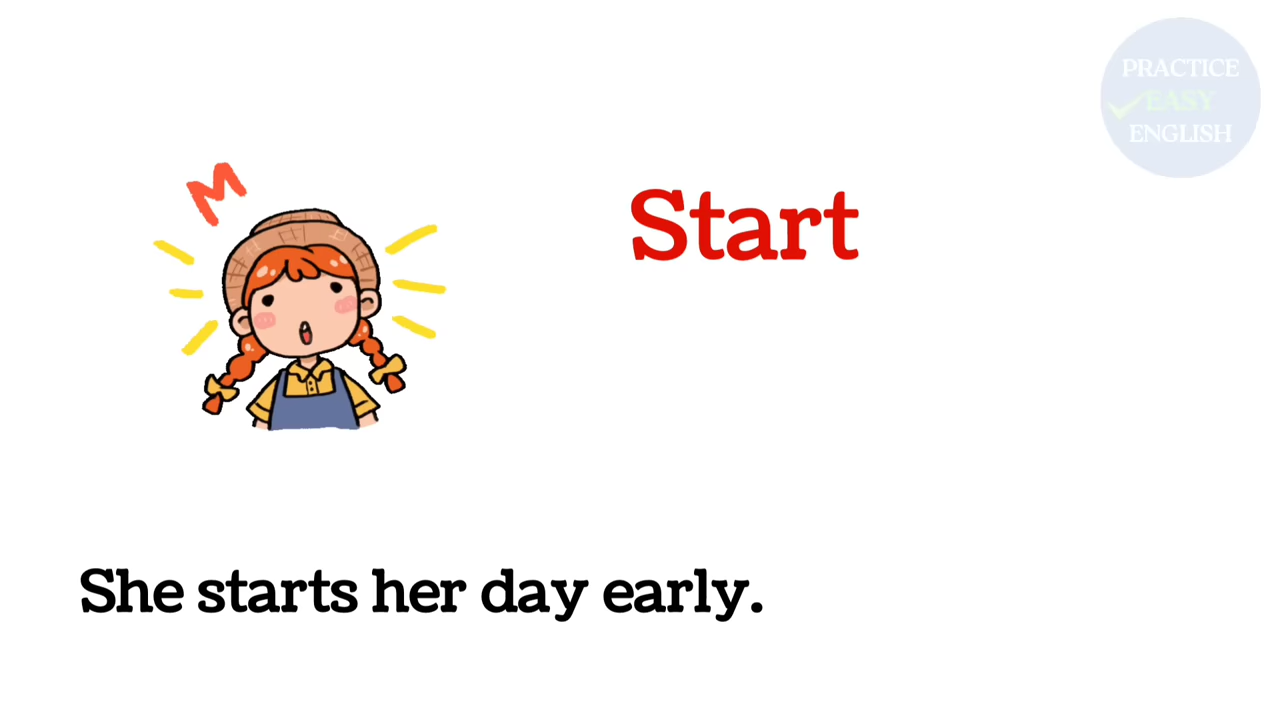 PRACTICE
EASY
ENGLISH
M
Start
She starts her day early.